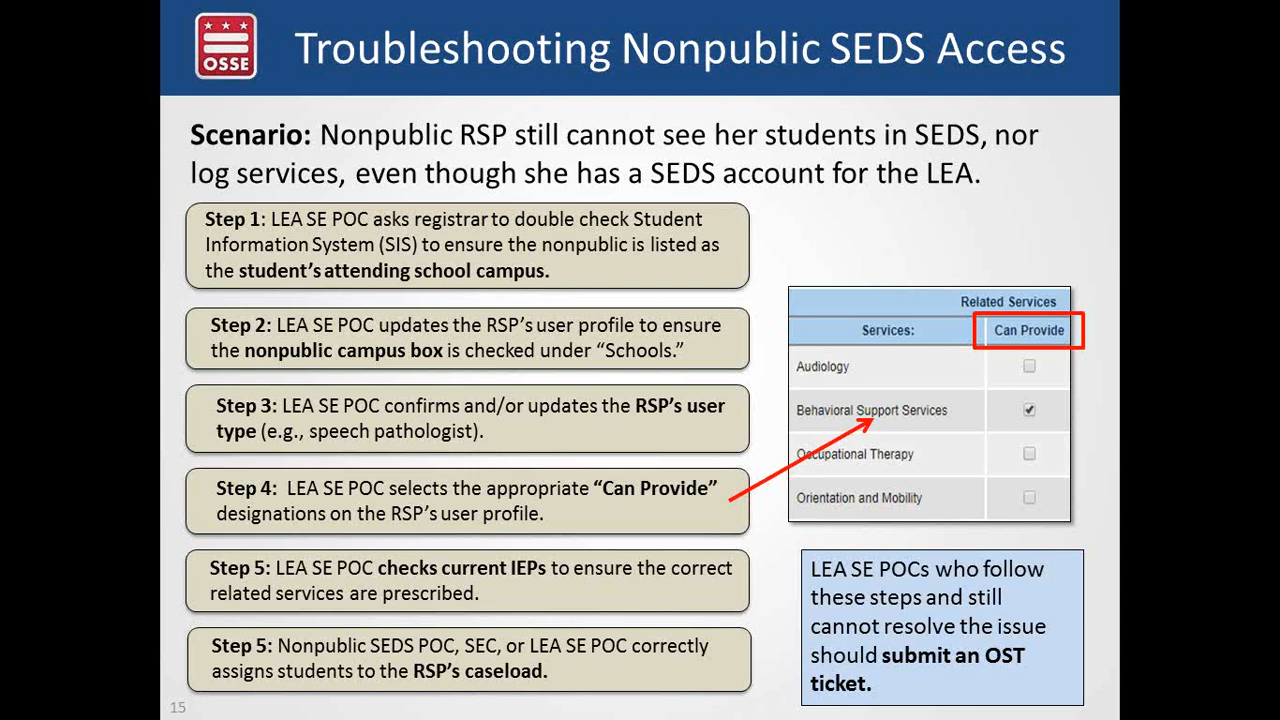 OSSE
Troubleshooting Nonpublic SEDS Access
Scenario: Nonpublic RSP still cannot see her students in SEDS, nor
log services, even though she has a SEDS account for the LEA.
Step 1: LEA SE POC asks registrar to double check Student
Information System (SIS) to ensure the nonpublic is listed as
the student's attending school campus.
Step 2: LEA SE POC updates the RSP's user profile to ensure
the nonpublic campus box is checked under “Schools.”
Step 3: LEA SE POC confirms and/or updates the RSP's user
type (e.g., speech pathologist).
Step 4: LEA SE POC selects the appropriate “Can Provide”
designations on the RSP's user profile.
Step 5: LEA SE POC checks current IEPs to ensure the correct
related services are prescribed.
Step 5: Nonpublic SEDS POC, SEC, or LEA SE POC correctly
assigns students to the RSP's caseload.
Related Services
Services: Can Provide
Audiology
Behavioral Support Services
Occupational Therapy
Orientation and Mobility
LEA SE POCs who follow
these steps and still
cannot resolve the issue
should submit an OST
ticket.
15